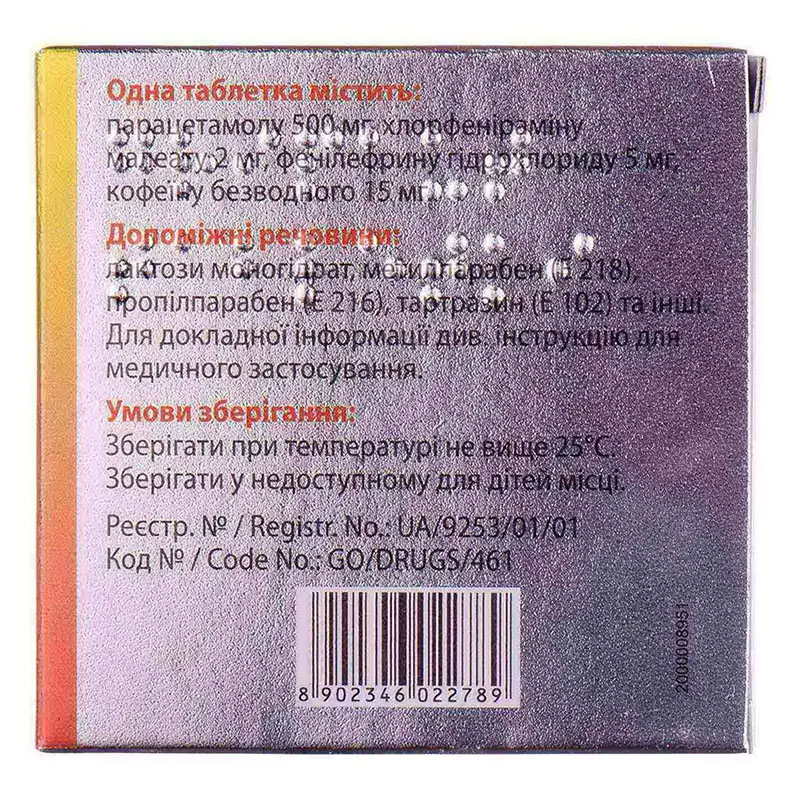 Одна таблетка містить:
парацетамолу 500 мг, хлорфеніраміну
малеату 2 мг, фенілефрину гідрохлориду 5 мг,
кофеїну безводного 15 мг.
Допоміжні речовини:
лактози моногідрат, метилпарабен (Е 218),
пропілпарабен (Е 216), тартразин (Е 102) та інші.
Для докладної інформації див. інструкцію для
медичного застосування.
Умови зберігання:
Зберігати при температурі не вище 25°С.
Зберігати у недоступному для дітей місці.
Реєстр. № / Registr. No.: UA/9253/01/01
Код № / Code No.: GO/DRUGS/461
8 902346 022789
2000008951